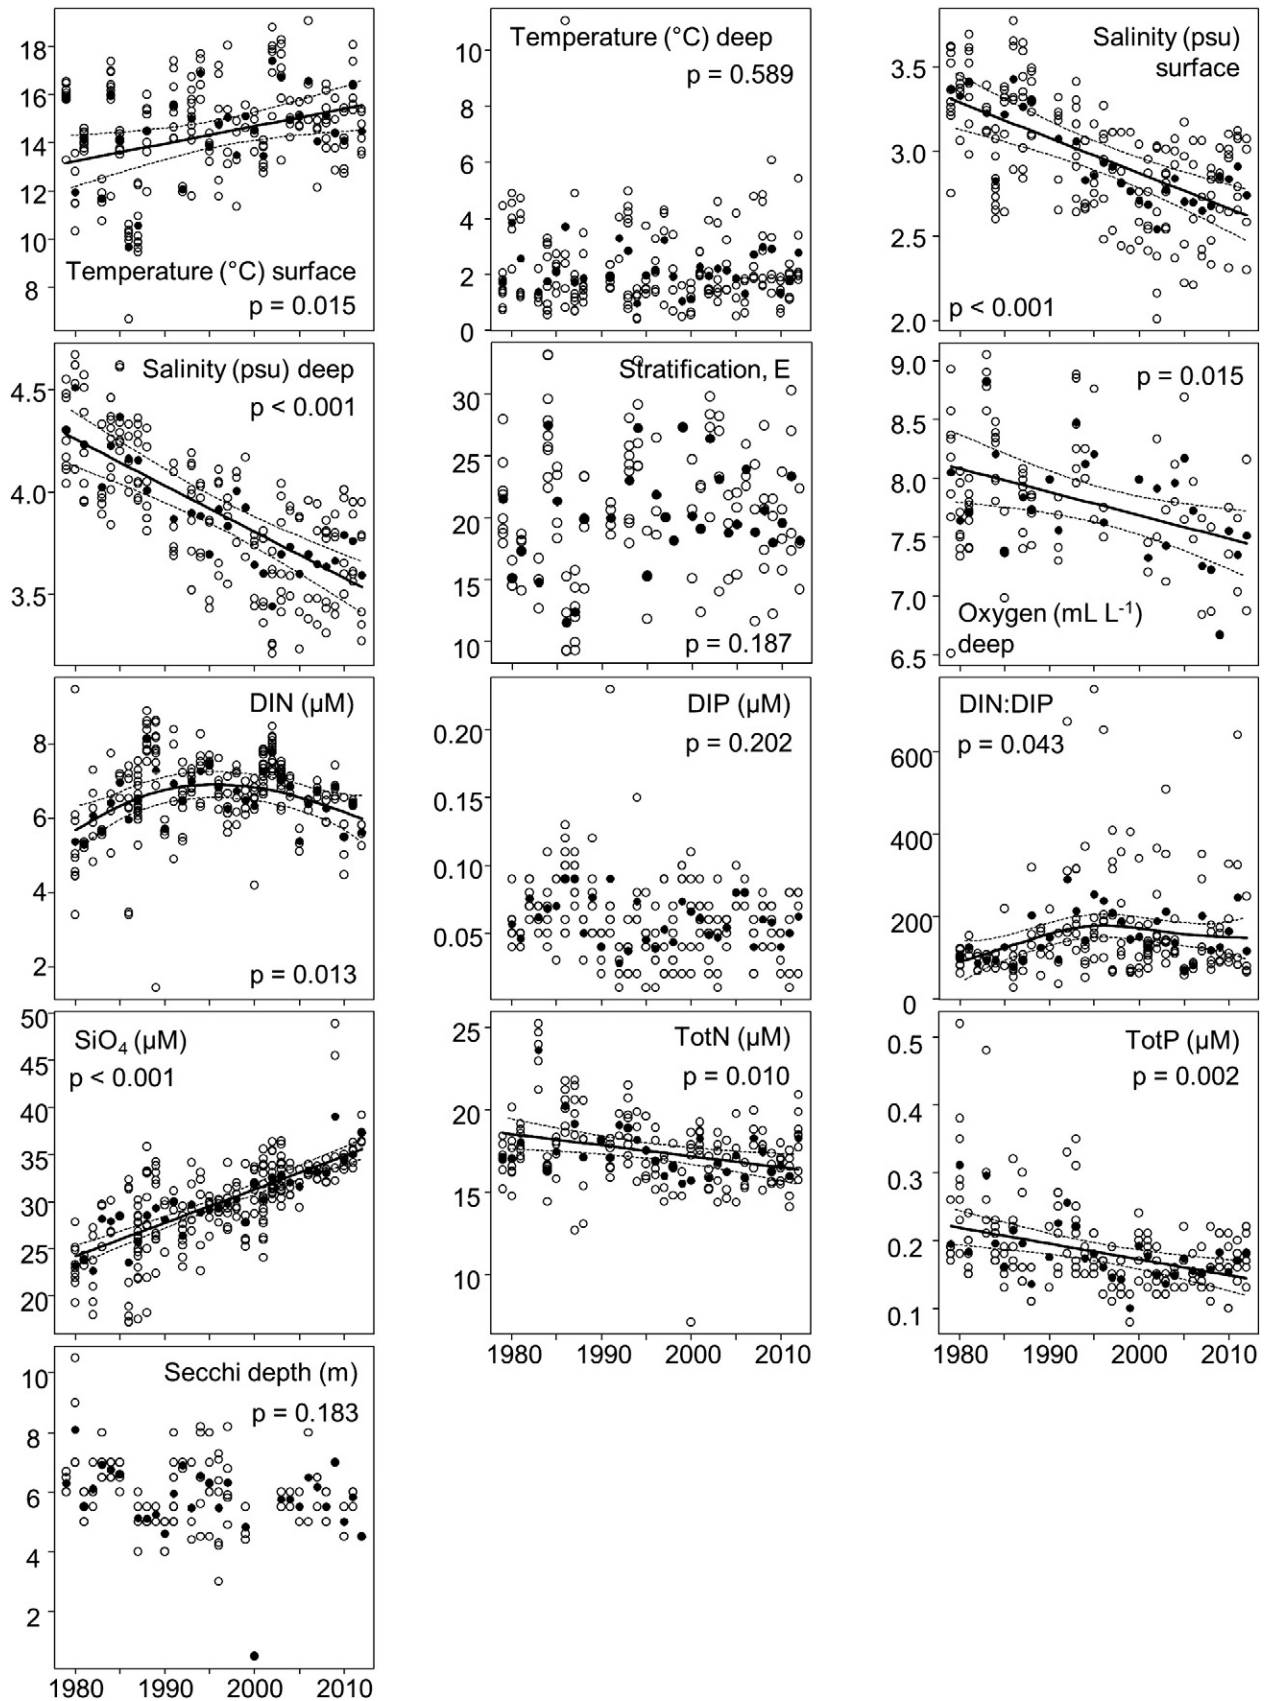 18
16
14
12
10
8
Temperature (°C) surface
p = 0.015
10
8
6
4
2
0
Temperature (°C) deep
p = 0.589
3.5
3.0
2.5
2.0
Salinity (psu)
surface
p < 0.001
4.5
4.0
3.5
Salinity (psu) deep
p < 0.001
30
25
20
15
10
Stratification, E
p = 0.187
9.0
8.5
8.0
7.5
7.0
6.5
p = 0.015
Oxygen (mL L-1)
deep
8
6
4
2
DIN (µM)
p = 0.013
0.20
0.15
0.10
0.05
DIP (µM)
p = 0.202
600
400
200
0
DIN:DIP
p = 0.043
50
45
40
35
30
25
20
SiO4 (µM)
p < 0.001
25
20
15
10
TotN (µM)
p = 0.010
1980 1990 2000 2010
0.5
0.4
0.3
0.2
0.1
TotP (µM)
p = 0.002
1980 1990 2000 2010
10
8
6
4
2
Secchi depth (m)
p = 0.183
1980 1990 2000 2010